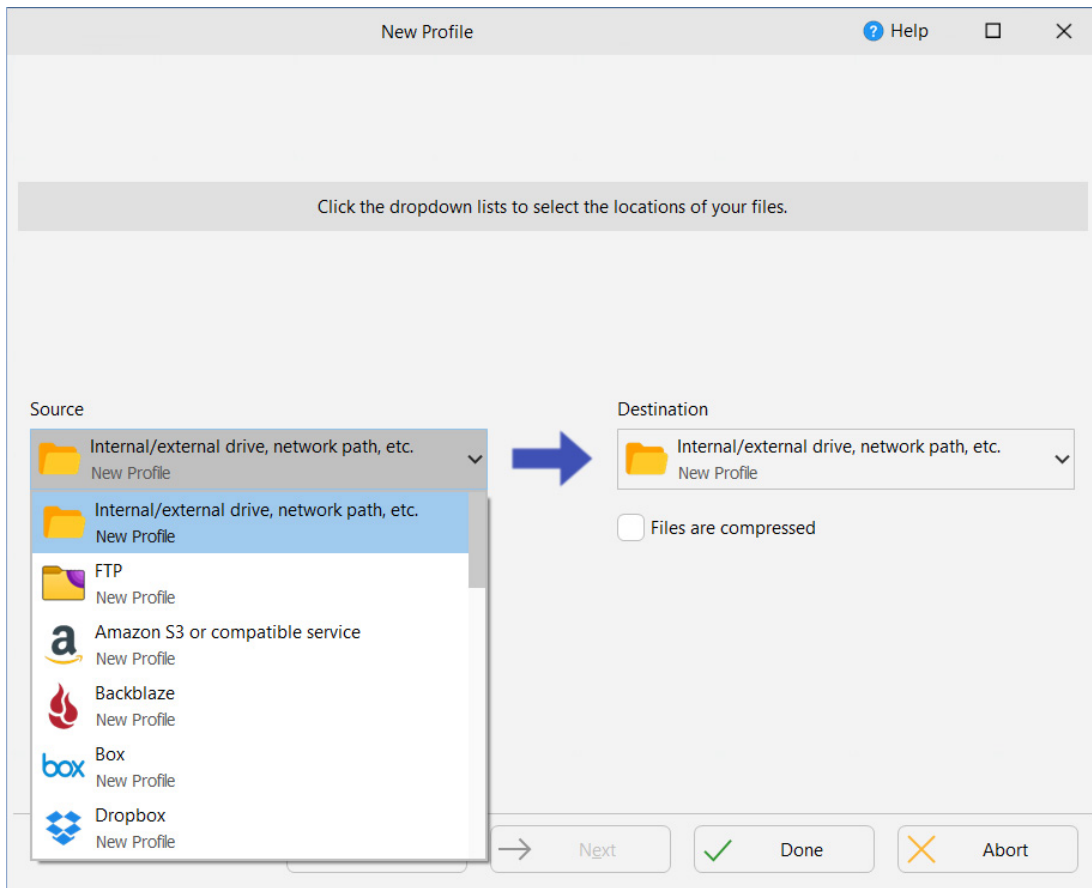 New Profile
? Help
Click the dropdown lists to select the locations of your files.
Source
Destination
Internal/external drive, network path, etc.
New Profile
Internal/external drive, network path, etc.
New Profile
Internal/external drive, network path, etc.
New Profile
Files are compressed
FTP
New Profile
a
Amazon S3 or compatible service
New Profile
Backblaze
New Profile
box
Box
New Profile
Dropbox
New Profile
Next
Done
Abort